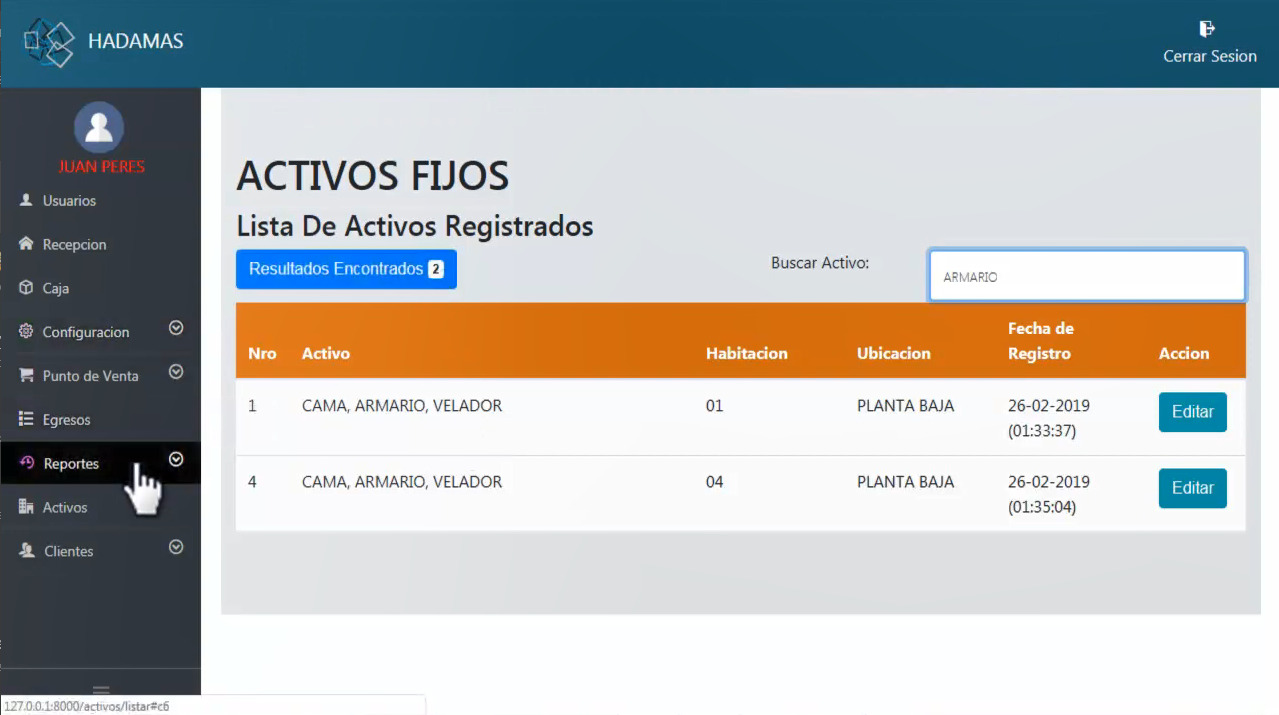 HADAMAS
Cerrar Sesion
JUAN PERES
Usuarios
Recepcion
Caja
Configuracion
Punto de Venta
Egresos
Reportes
Activos
Clientes
ACTIVOS FIJOS
Lista De Activos Registrados
Resultados Encontrados 2
Buscar Activo:
ARMARIO
Nro Activo Habitacion Ubicacion Fecha de Registro Accion
1 CAMA, ARMARIO, VELADOR 01 PLANTA BAJA 26-02-2019 (01:33:37) Editar
4 CAMA, ARMARIO, VELADOR 04 PLANTA BAJA 26-02-2019 (01:35:04) Editar
127.0.0.1:8000/activos/listar#c6